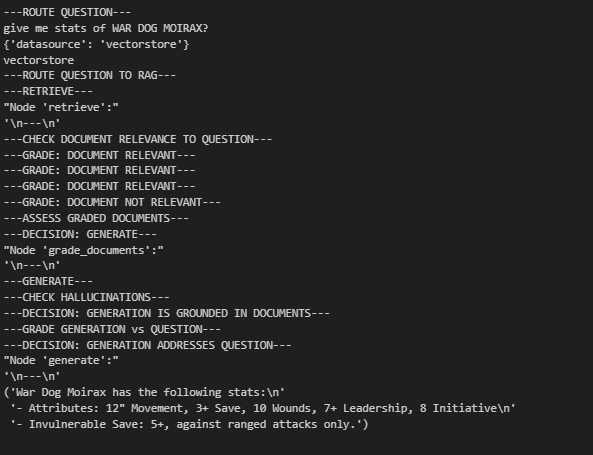 ---ROUTE QUESTION---
give me stats of WAR DOG MOIRAX?
{'datasource': 'vectorstore'}
vectorstore
---ROUTE QUESTION TO RAG---
---RETRIEVE---
"Node 'retrieve':"
'\n---\n'
---CHECK DOCUMENT RELEVANCE TO QUESTION---
---GRADE: DOCUMENT RELEVANT---
---GRADE: DOCUMENT RELEVANT---
---GRADE: DOCUMENT RELEVANT---
---GRADE: DOCUMENT NOT RELEVANT---
---ASSESS GRADED DOCUMENTS---
---DECISION: GENERATE---
"Node 'grade_documents':"
'\n---\n'
---GENERATE---
---CHECK HALLUCINATIONS---
---DECISION: GENERATION IS GROUNDED IN DOCUMENTS---
---GRADE GENERATION vs QUESTION---
---DECISION: GENERATION ADDRESSES QUESTION---
"Node 'generate':"
'\n---\n'
('War Dog Moirax has the following stats:\n'
 '- Attributes: 12" Movement, 3+ Save, 10 Wounds, 7+ Leadership, 8 Initiative\n'
 '- Invulnerable Save: 5+, against ranged attacks only.')